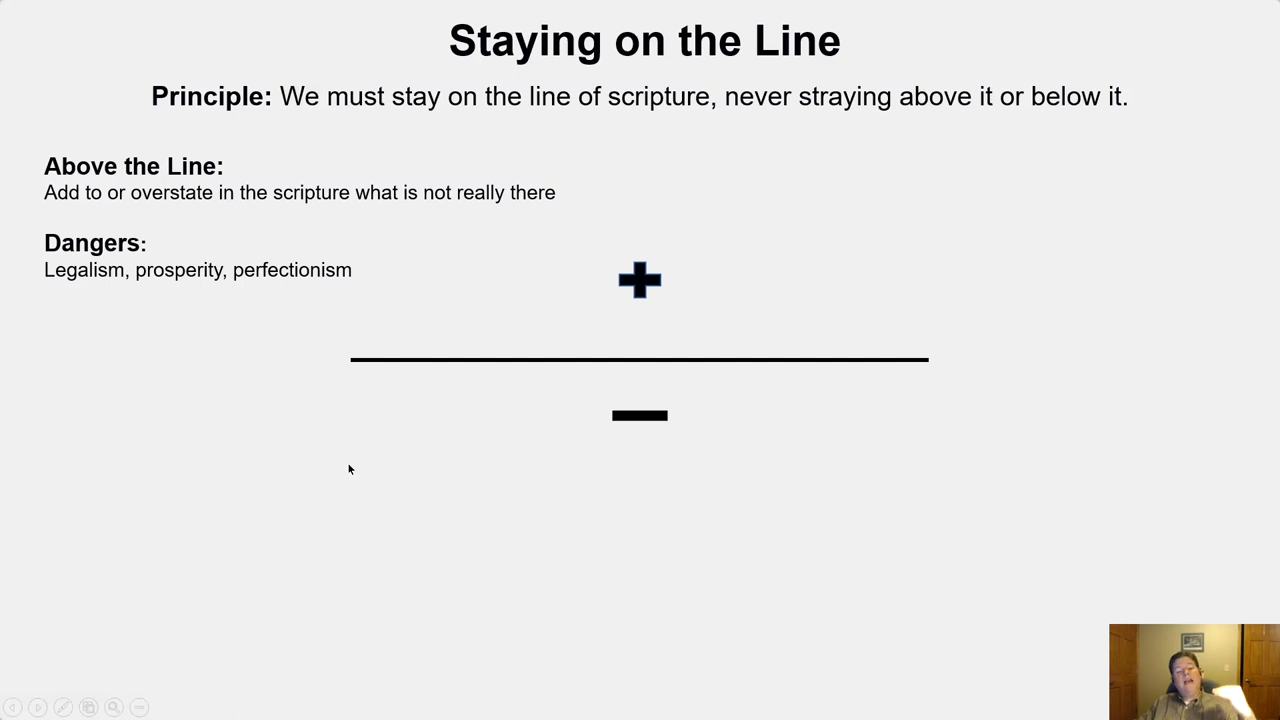 Staying on the Line
Principle: We must stay on the line of scripture, never straying above it or below it.
Above the Line:
Add to or overstate in the scripture what is not really there
Dangers:
Legalism, prosperity, perfectionism